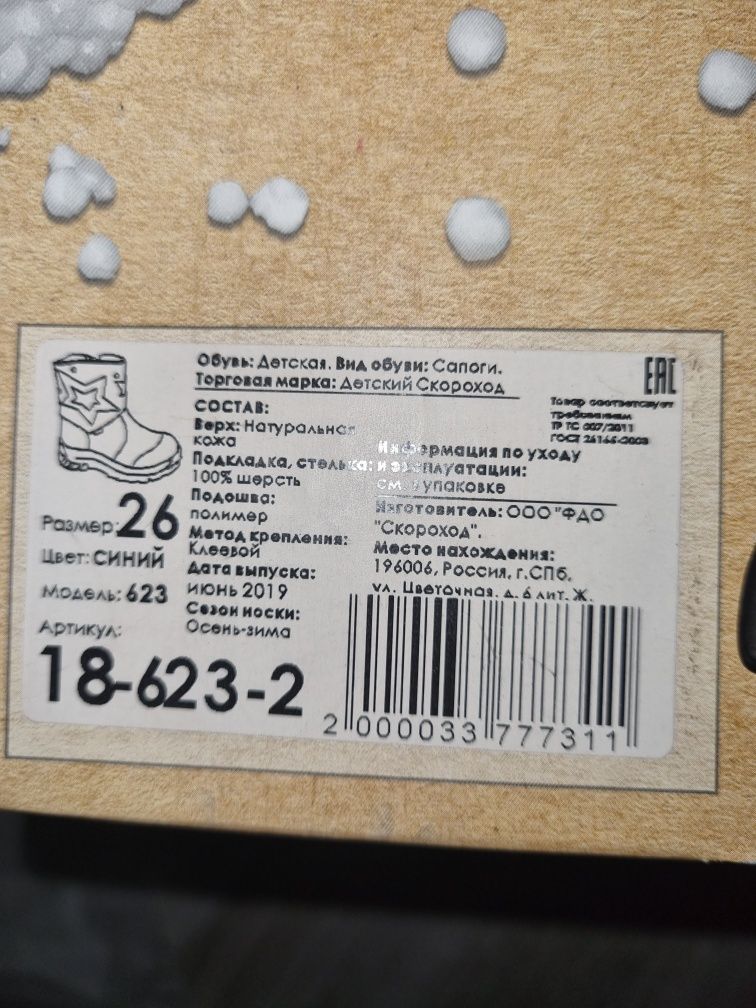 Обувь: Детская. Вид обуви: Сапоги.
Торговая марка: Детский Скороход
EAC
Товар соответствует
требованиям
ТР ТС 007/2011
ГОСТ 26165-2003
СОСТАВ:
Верх: Натуральная
кожа
Подкладка, стелька:
100% шерсть
Подошва:
полимер
Метод крепления:
Клеевой
Дата выпуска:
июнь 2019
Сезон носки:
Осень-зима
Информация по уходу
и эксплуатации:
см. упаковке
Изготовитель: ООО "ФДО
"Скороход".
Место нахождения:
196006, Россия, г.СПб,
ул. Цветочная, д. 6 лит. Ж.
Размер: 26
Цвет: СИНИЙ
Модель: 623
Артикул:
18-623-2
2 000033 777311